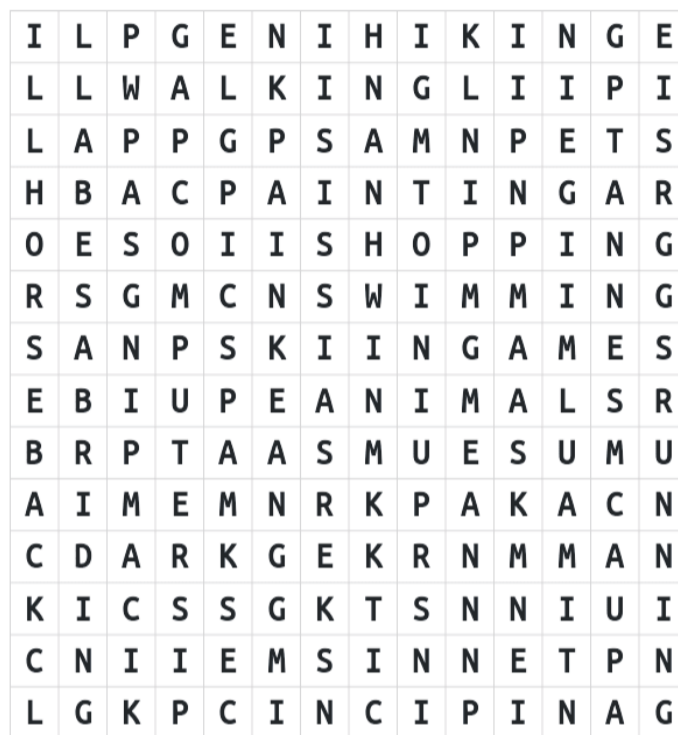 I L P G E N I H I K I N G E
L L W A L K I N G L I I P I
L A P P G P S A M N P E T S
H B A C P A I N T I N G A R
O E S O I I S H O P P I N G
R S G M C N S W I M M I N G
S A N P S K I I N G A M E S
E B I U P E A N I M A L S R
B R P T A A S M U E S U M U
A I M E M N R K P A K A C N
C D A R K G E K R N M M A N
K I C S S G K T S N N I U I
C N I I E M S I N N E T P N
L G K P C I N C I P I N A G